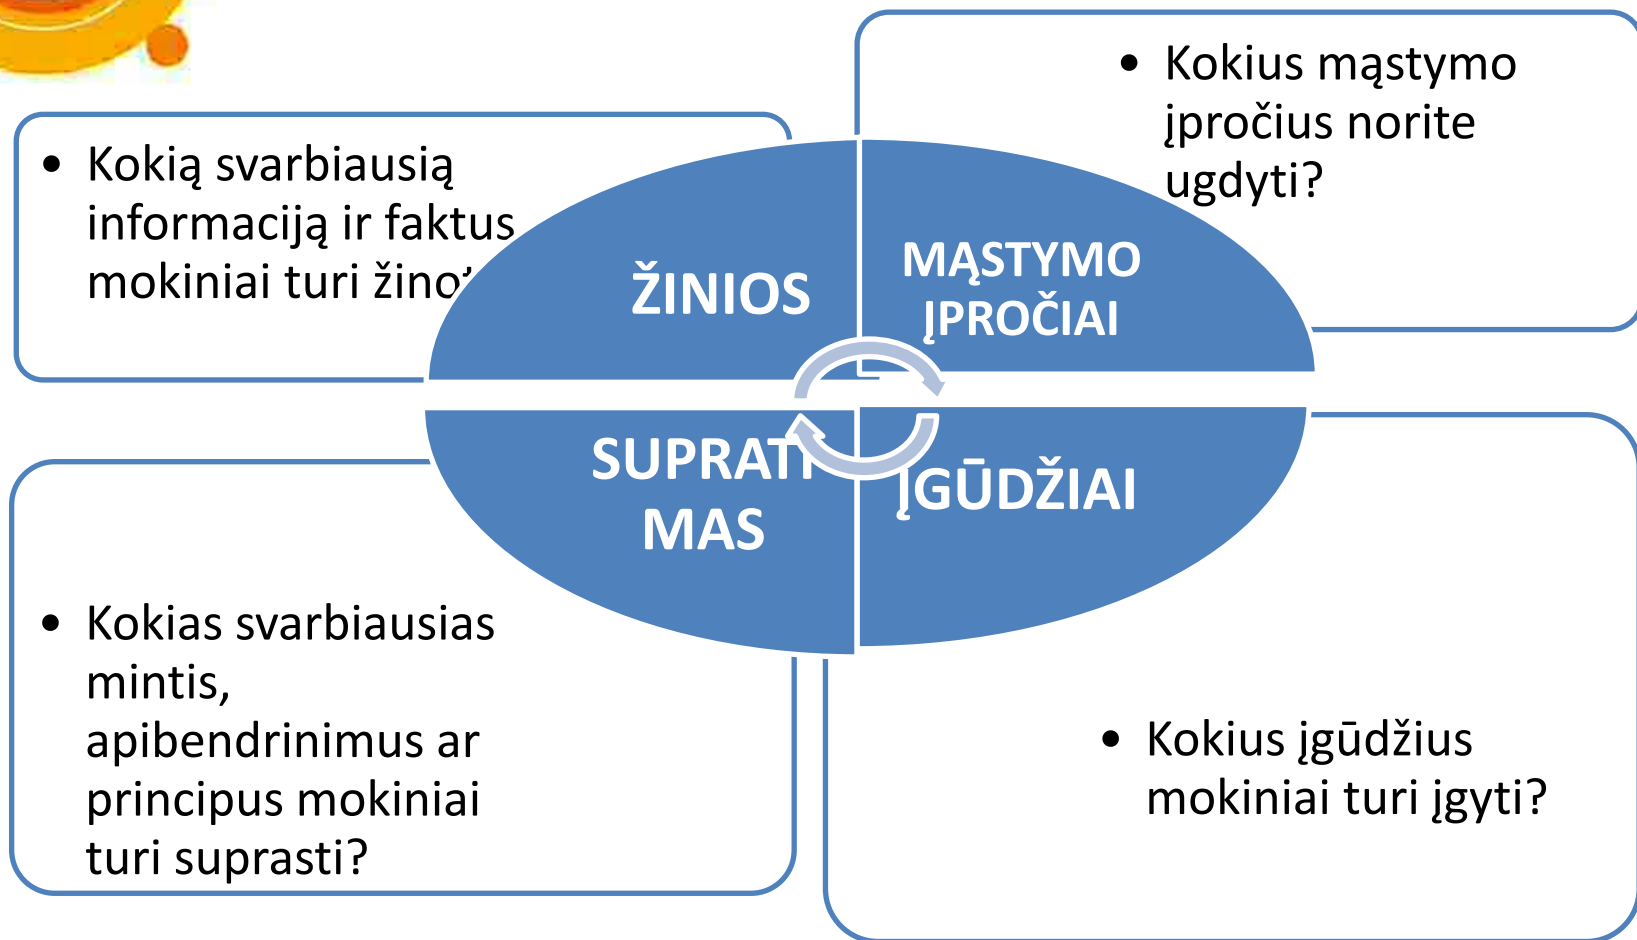 • Kokią svarbiausią
informaciją ir faktus
mokiniai turi
ŽINIOS
• Kokius mąstymo
įpročius norite
ugdyti?
MĄSTYMO
ĮPROČIAI
SUPRATI
MAS
• Kokias svarbiausias
mintis,
apibendrinimus ar
principus mokiniai
turi suprasti?
ĮGŪDŽIAI
• Kokius įgūdžius
mokiniai turi įgyti?